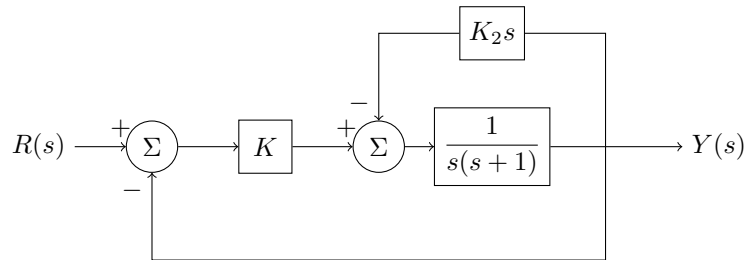 K₂s
−
R(s)
+
Σ
−
K
+
Σ
1
s(s + 1)
Y(s)